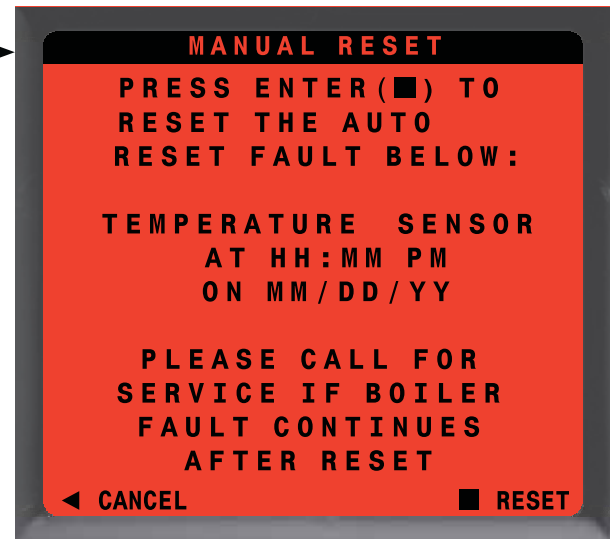 MANUAL RESET
PRESS ENTER(■) TO
RESET THE AUTO
RESET FAULT BELOW:
TEMPERATURE SENSOR
AT HH:MM PM
ON MM/DD/YY
PLEASE CALL FOR
SERVICE IF BOILER
FAULT CONTINUES
AFTER RESET
◀ CANCEL ■ RESET